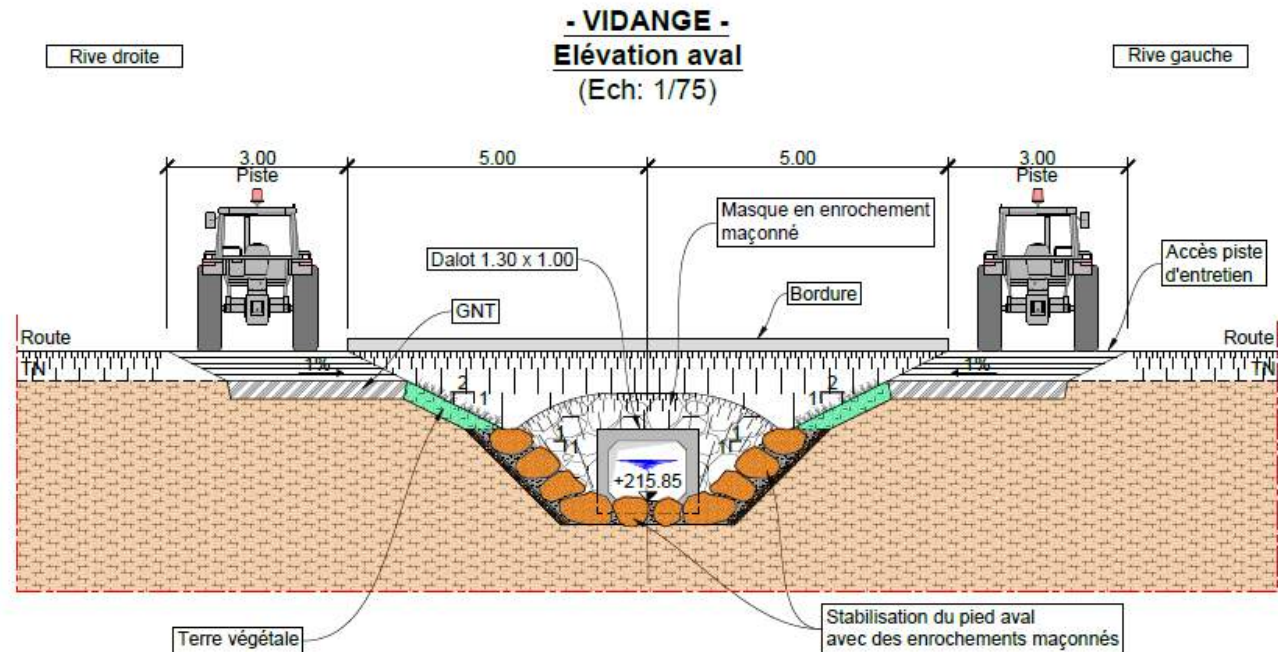 - VIDANGE -
Elévation aval
(Ech: 1/75)
Rive droite
Rive gauche
3.00
5.00
5.00
3.00
Piste
Piste
Masque en enrochement
maçonné
Dalot 1.30 x 1.00
Accès piste
d'entretien
Bordure
GNT
Route
Route
TN
TN
1%
1%
2
1
2
1
1
1
1
1
+215.85
Terre végétale
Stabilisation du pied aval
avec des enrochements maçonnés